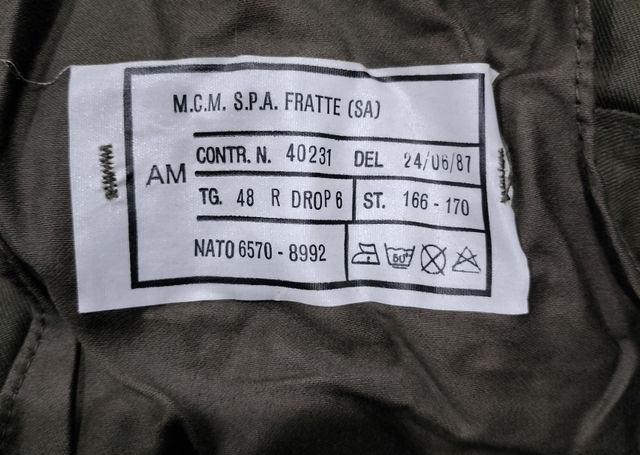 M.C.M. S.P.A. FRATTE (SA)
AM
CONTR. N. 40231 DEL 24/06/87
TG. 48 R DROP 6 ST. 166 - 170
NATO 6570 - 8992
60°